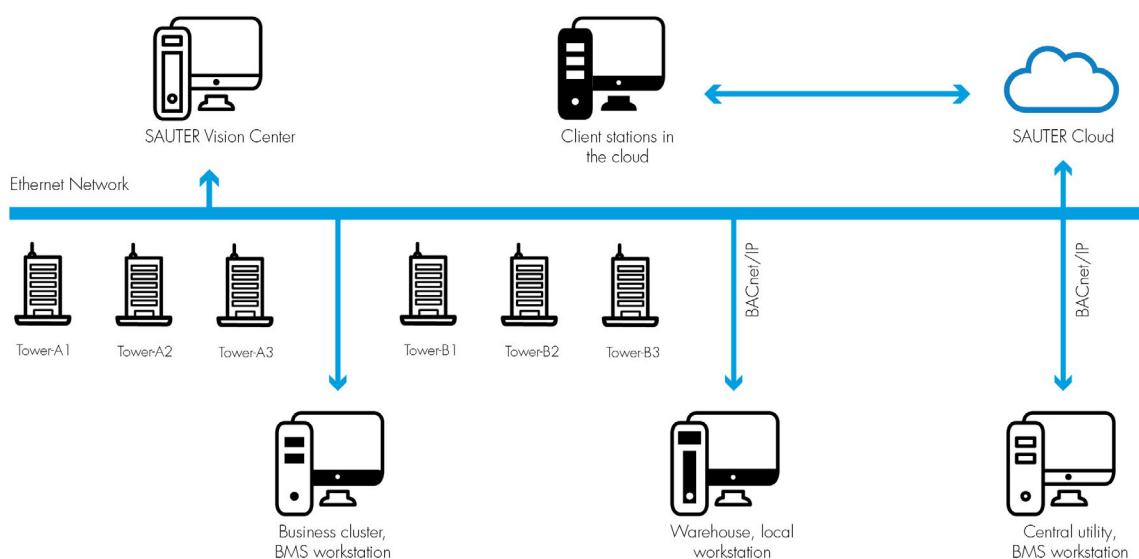 SAUTER Vision Center
Client stations in
the cloud
SAUTER Cloud
Ethernet Network
BACnet/IP
BACnet/IP
Tower-A1
Tower-A2
Tower-A3
Tower-B1
Tower-B2
Tower-B3
Business cluster,
BMS workstation
Warehouse, local
workstation
Central utility,
BMS workstation